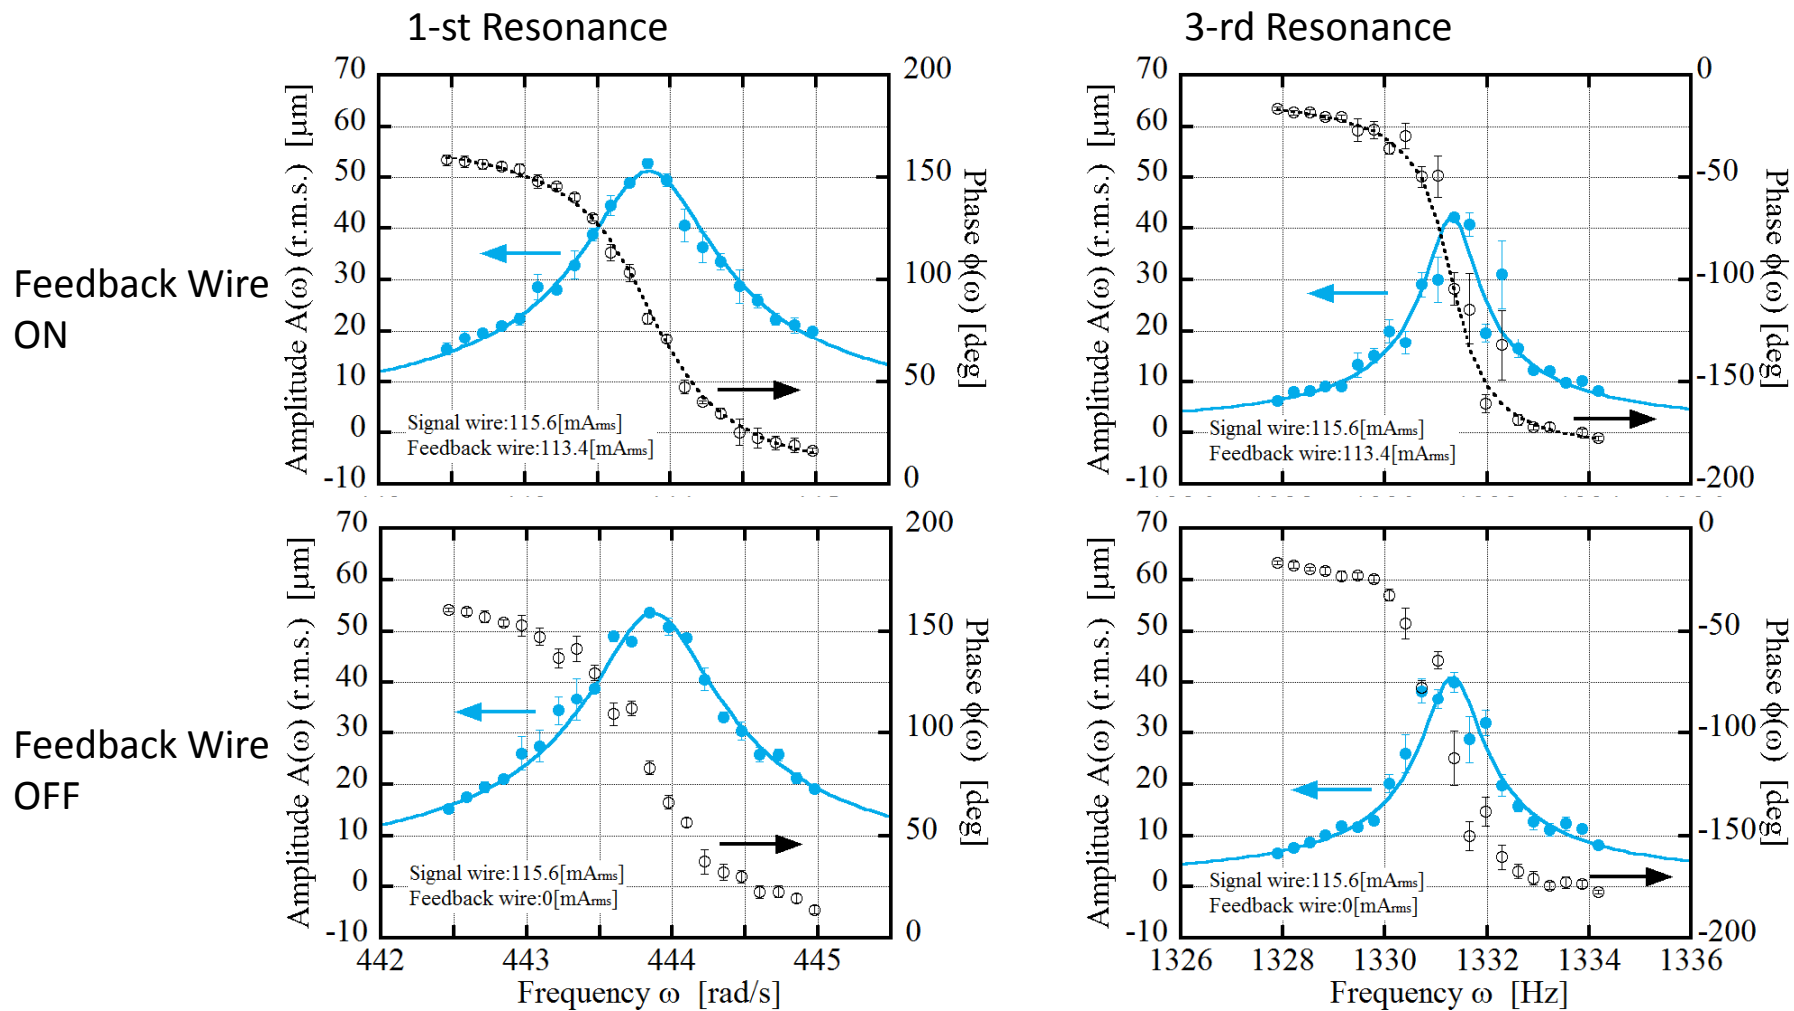 1-st Resonance
3-rd Resonance
Feedback Wire
ON
Amplitude A(ω) (r.m.s.) [μm]
70
60
50
40
30
20
10
0
-10
200
150
100
50
0
Phase ϕ(ω) [deg]
Signal wire:115.6[mArms]
Feedback wire:113.4[mArms]
Amplitude A(ω) (r.m.s.) [μm]
70
60
50
40
30
20
10
0
-10
0
-50
-100
-150
-200
Phase ϕ(ω) [deg]
Signal wire:115.6[mArms]
Feedback wire:113.4[mArms]
Feedback Wire
OFF
Amplitude A(ω) (r.m.s.) [μm]
70
60
50
40
30
20
10
0
-10
200
150
100
50
0
Phase ϕ(ω) [deg]
Signal wire:115.6[mArms]
Feedback wire:0[mArms]
442 443 444 445
Frequency ω [rad/s]
Amplitude A(ω) (r.m.s.) [μm]
70
60
50
40
30
20
10
0
-10
0
-50
-100
-150
-200
Phase ϕ(ω) [deg]
Signal wire:115.6[mArms]
Feedback wire:0[mArms]
1326 1328 1330 1332 1334 1336
Frequency ω [Hz]